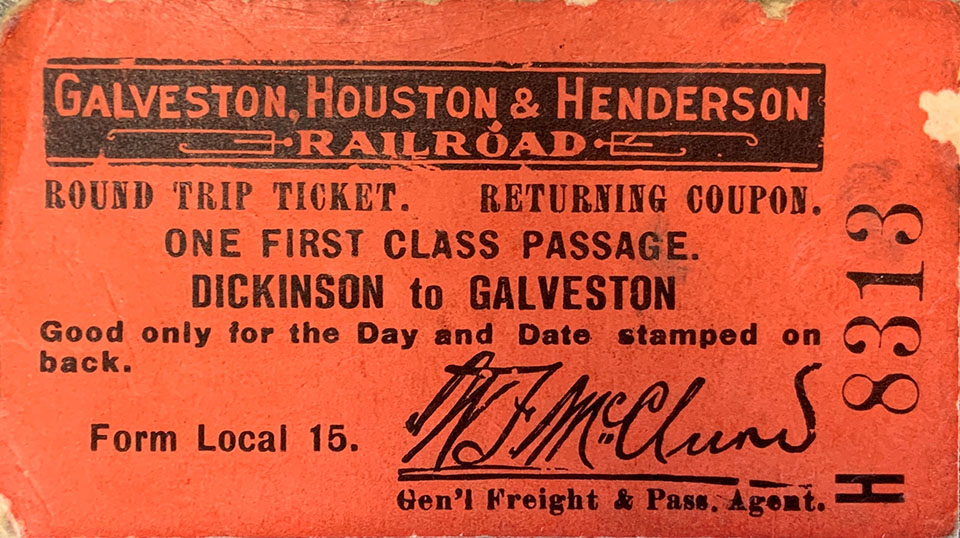 GALVESTON, HOUSTON & HENDERSON
RAILROAD
ROUND TRIP TICKET. RETURNING COUPON.
ONE FIRST CLASS PASSAGE.
DICKINSON to GALVESTON
Good only for the Day and Date stamped on
back.
Form Local 15.
Gen'l Freight & Pass. Agent.
H 8313